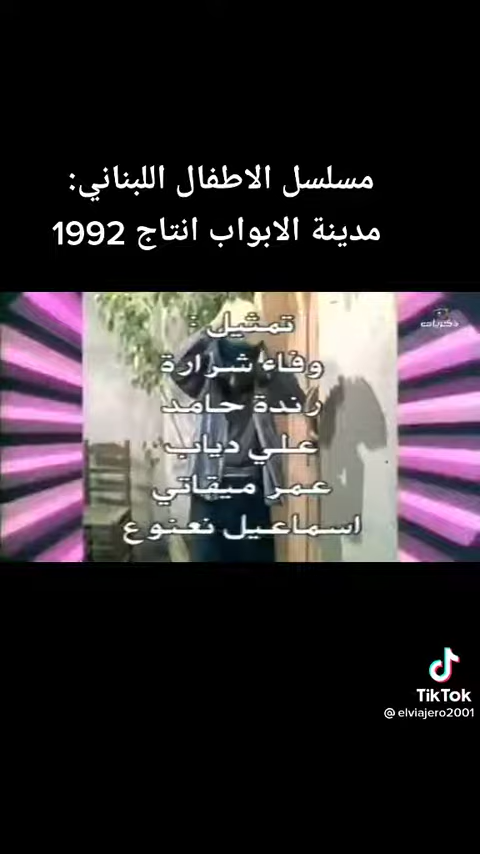 مسلسل الاطفال اللبناني:
مدينة الابواب انتاج 1992
ذكريات
تمثيل :
وفاء شرارة
رندة حامد
علي دياب
عمر ميقاتي
اسماعيل نعنوع
TikTok
@elviajero2001